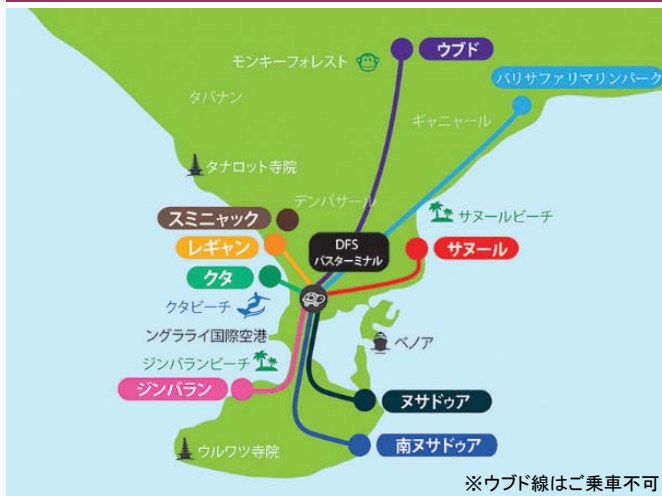 ウブド
モンキーフォレスト
バリサファリマリンパーク
タバナン
ギャニャール
タナロット寺院
デンパサール
スミニャック
サヌールビーチ
レギャン
DFS
バスターミナル
サヌール
クタ
クタビーチ
ングラライ国際空港
ベノア
ジンバランビーチ
ジンバラン
ヌサドゥア
南ヌサドゥア
ウルワツ寺院
※ウブド線はご乗車不可